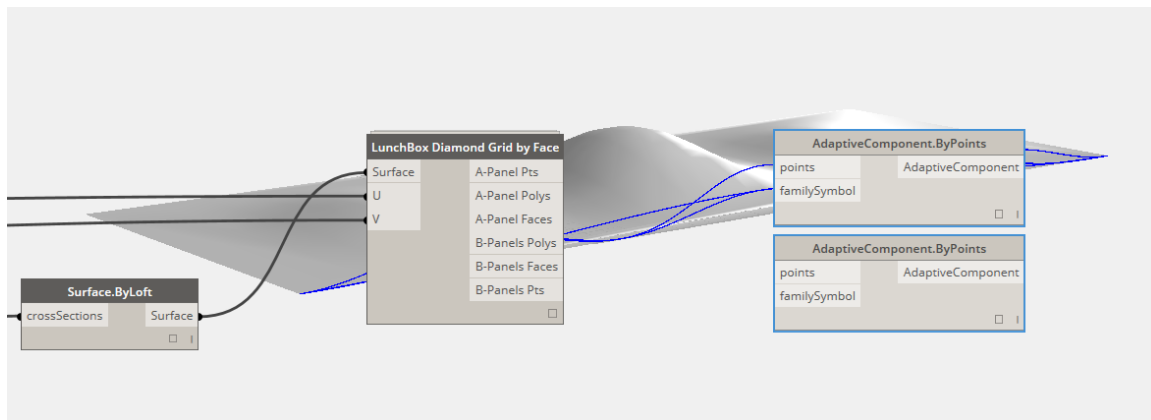 LunchBox Diamond Grid by Face
Surface
U
V
A-Panel Pts
A-Panel Polys
A-Panel Faces
B-Panels Polys
B-Panels Faces
B-Panels Pts
AdaptiveComponent.ByPoints
points
familySymbol
AdaptiveComponent
AdaptiveComponent.ByPoints
points
familySymbol
AdaptiveComponent
Surface.ByLoft
crossSections
Surface